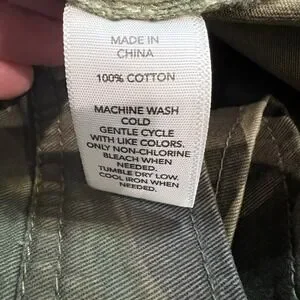 MADE IN
CHINA
100% COTTON
MACHINE WASH
COLD
GENTLE CYCLE
WITH LIKE COLORS.
ONLY NON-CHLORINE
BLEACH WHEN
NEEDED.
TUMBLE DRY LOW.
COOL IRON WHEN
NEEDED.